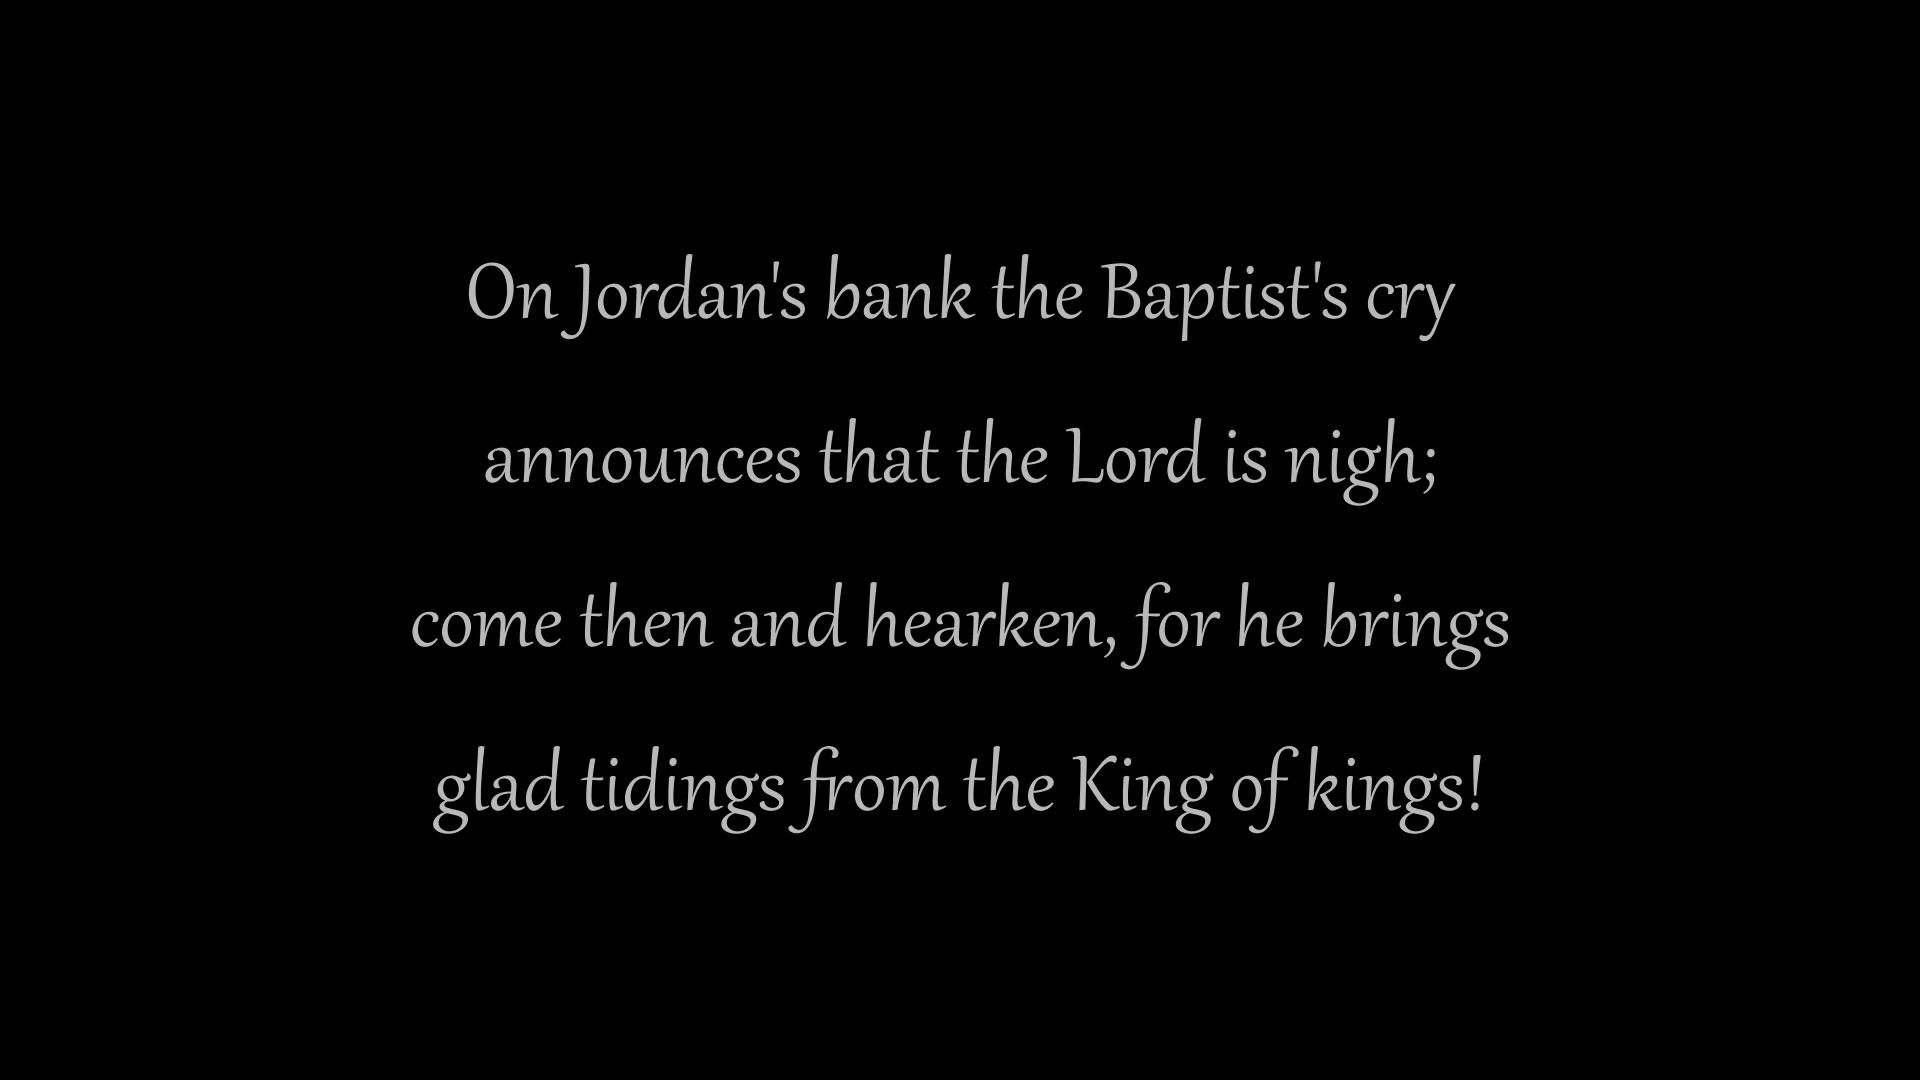 On Jordan's bank the Baptist's cry
announces that the Lord is nigh;
come then and hearken, for he brings
glad tidings from the King of kings!